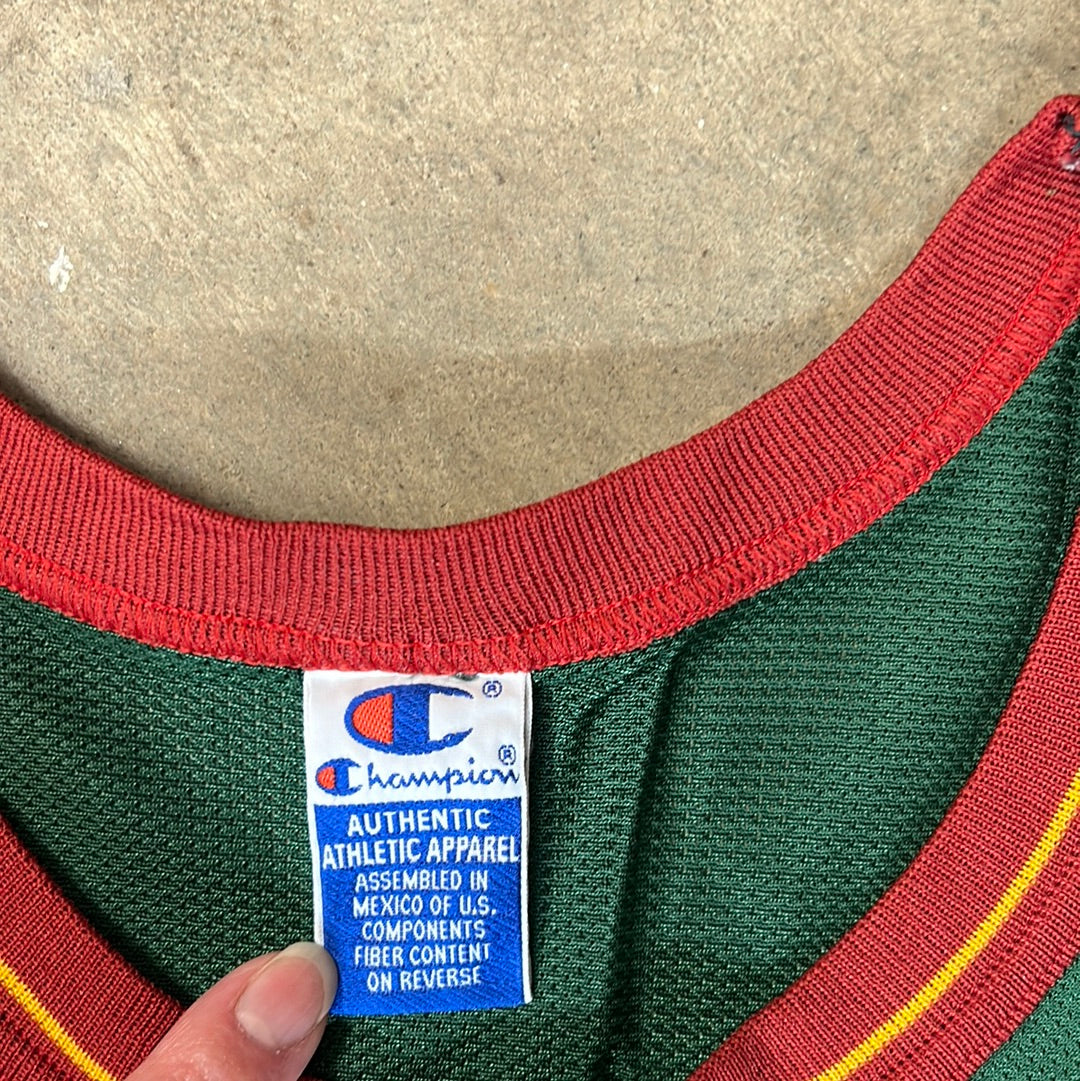 ®
Champion®
AUTHENTIC
ATHLETIC APPAREL
ASSEMBLED IN
MEXICO OF U.S.
COMPONENTS
FIBER CONTENT
ON REVERSE